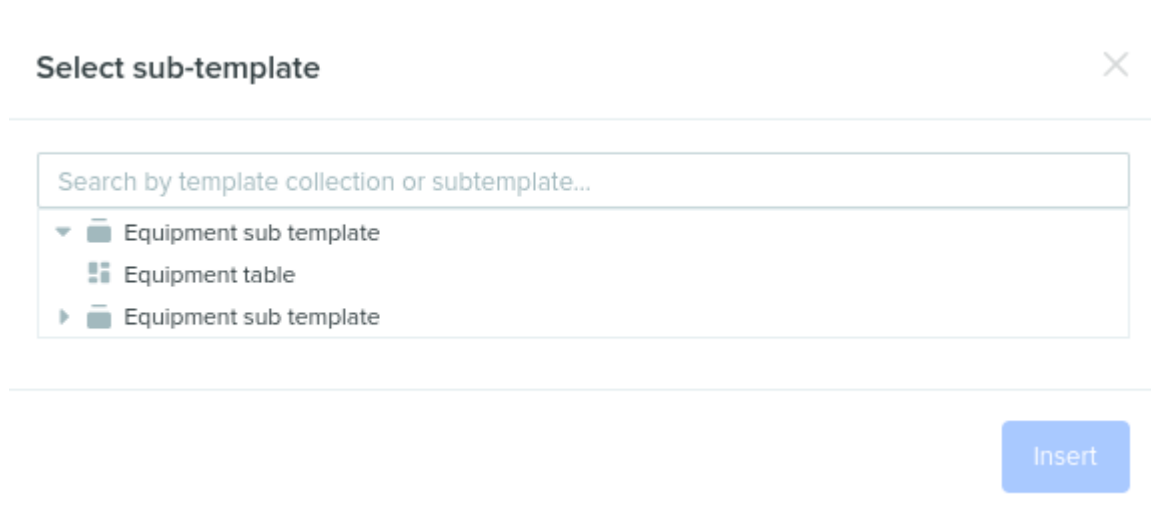 Select sub-template
Search by template collection or subtemplate...
Equipment sub template
Equipment table
Equipment sub template
Insert